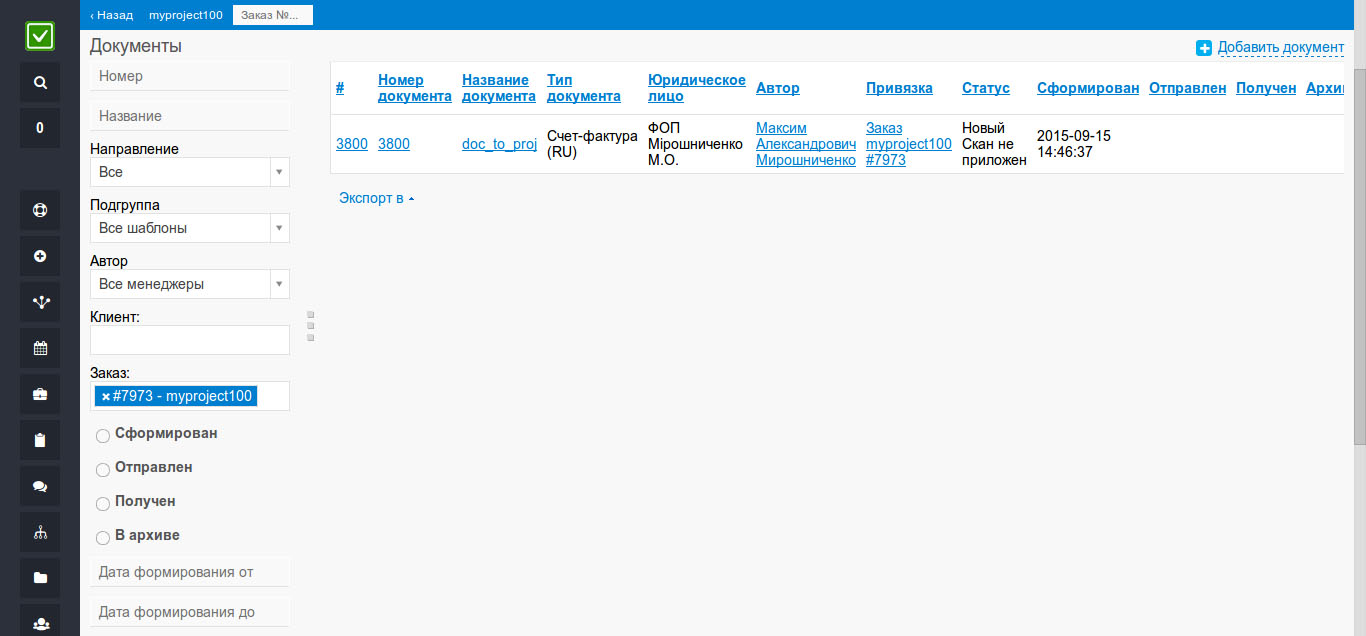 ‹ Назад myproject100 Заказ №...
0
Документы
Добавить документ
Номер
Название
Направление
Все
Подгруппа
Все шаблоны
Автор
Все менеджеры
Клиент:
Заказ:
#7973 - myproject100
Сформирован
Отправлен
Получен
В архиве
Дата формирования от
Дата формирования до
# Номер документа Название документа Тип документа Юридическое лицо Автор Привязка Статус Сформирован Отправлен Получен Архи
3800 3800 doc_to_proj Счет-фактура (RU) ФОП Мірошниченко М.О. Максим Александрович Мирошниченко Заказ myproject100 #7973 Новый Скан не приложен 2015-09-15 14:46:37
Экспорт в